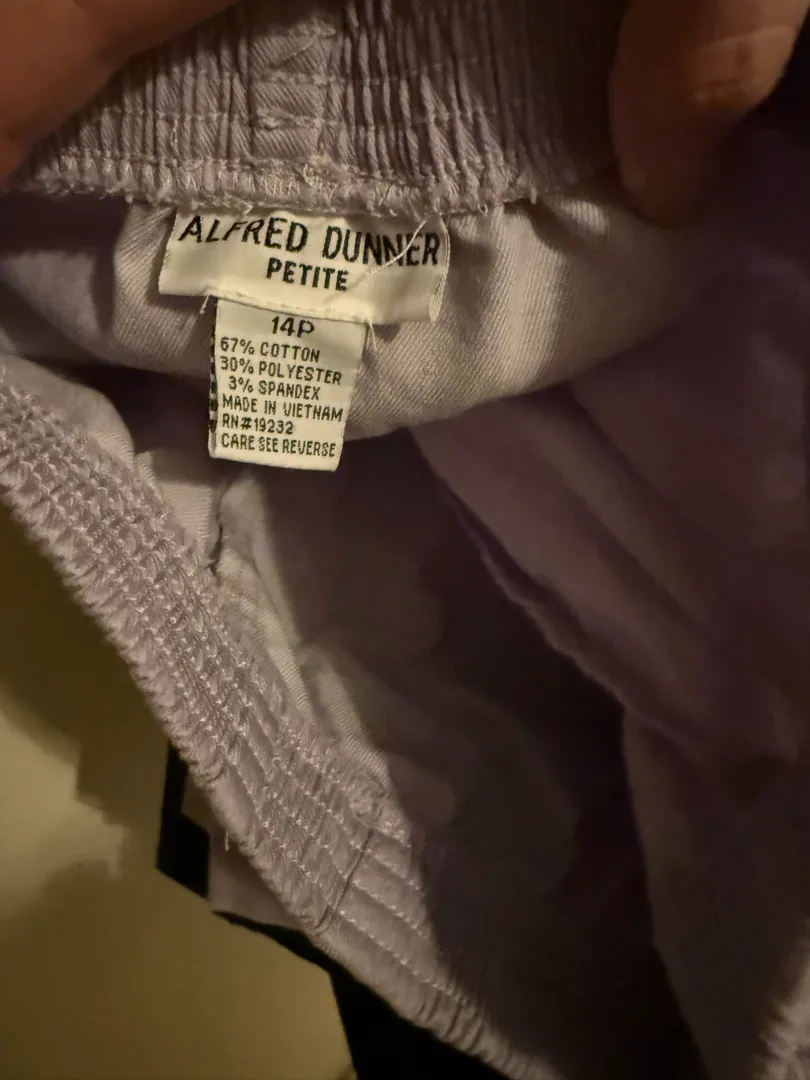 ALFRED DUNNER
PETITE
14P
67% COTTON
30% POLYESTER
3% SPANDEX
MADE IN VIETNAM
RN#19232
CARE SEE REVERSE